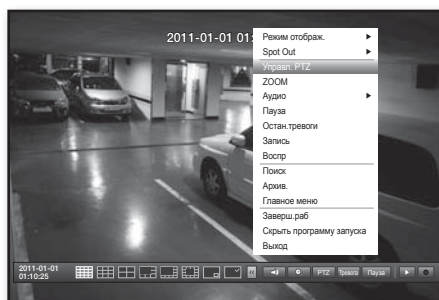 2011-01-01 01:
Режим отображ.
Spot Out
Управл. PTZ
ZOOM
Аудио
Пауза
Остан.тревоги
Запись
Воспр
Поиск
Архив.
Главное меню
Заверш.раб
Скрыть программу запуска
Выход
2011-01-01
01:10:25
PTZ Тревога Пауза